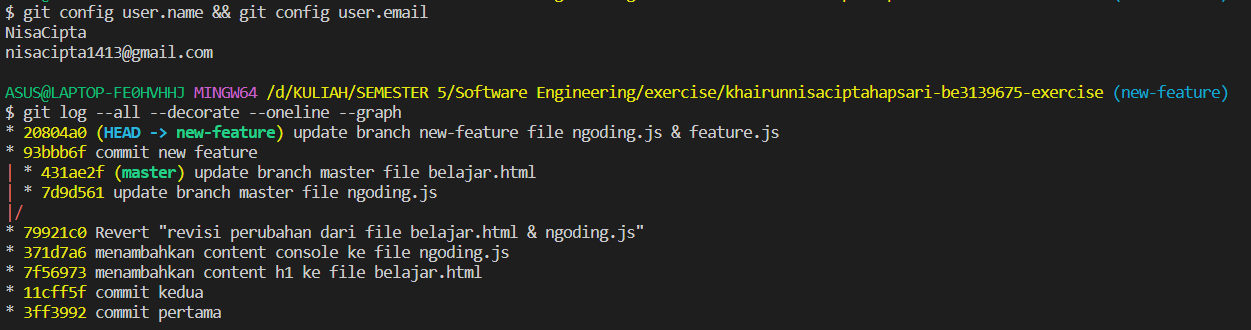 $ git config user.name && git config user.email
NisaCipta
nisacipta1413@gmail.com
ASUS@LAPTOP-FE0HVHHJ MINGW64 /d/KULIAH/SEMESTER 5/Software Engineering/exercise/khairunnisaciptahapsari-be3139675-exercise (new-feature)
$ git log --all --decorate --oneline --graph
* 20804a0 (HEAD -> new-feature) update branch new-feature file ngoding.js & feature.js
* 93bbb6f commit new feature
| * 431ae2f (master) update branch master file belajar.html
| * 7d9d561 update branch master file ngoding.js
|/
* 79921c0 Revert "revisi perubahan dari file belajar.html & ngoding.js"
* 371d7a6 menambahkan content console ke file ngoding.js
* 7f56973 menambahkan content h1 ke file belajar.html
* 11cff5f commit kedua
* 3ff3992 commit pertama